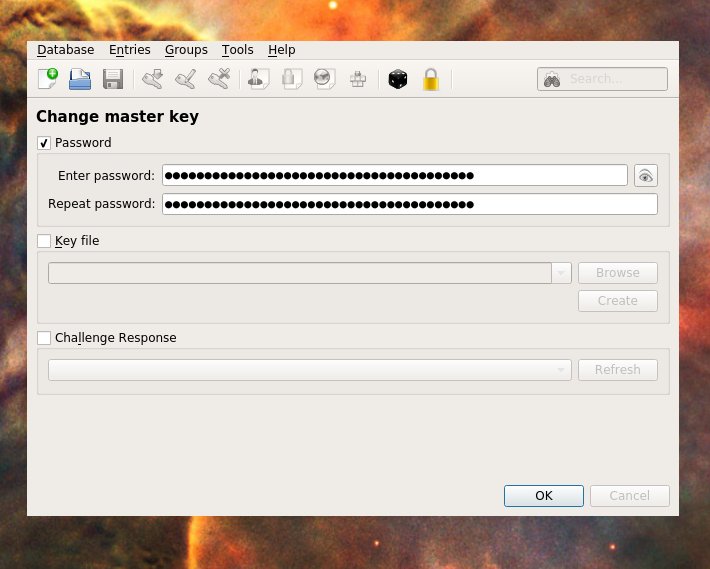 Database Entries Groups Tools Help
Search...
Change master key
Password
Enter password: ●●●●●●●●●●●●●●●●●●●●●●●●●●●●●●●●●●●●●●●
Repeat password: ●●●●●●●●●●●●●●●●●●●●●●●●●●●●●●●●●●●●●●●
Key file
Browse
Create
Challenge Response
Refresh
OK Cancel